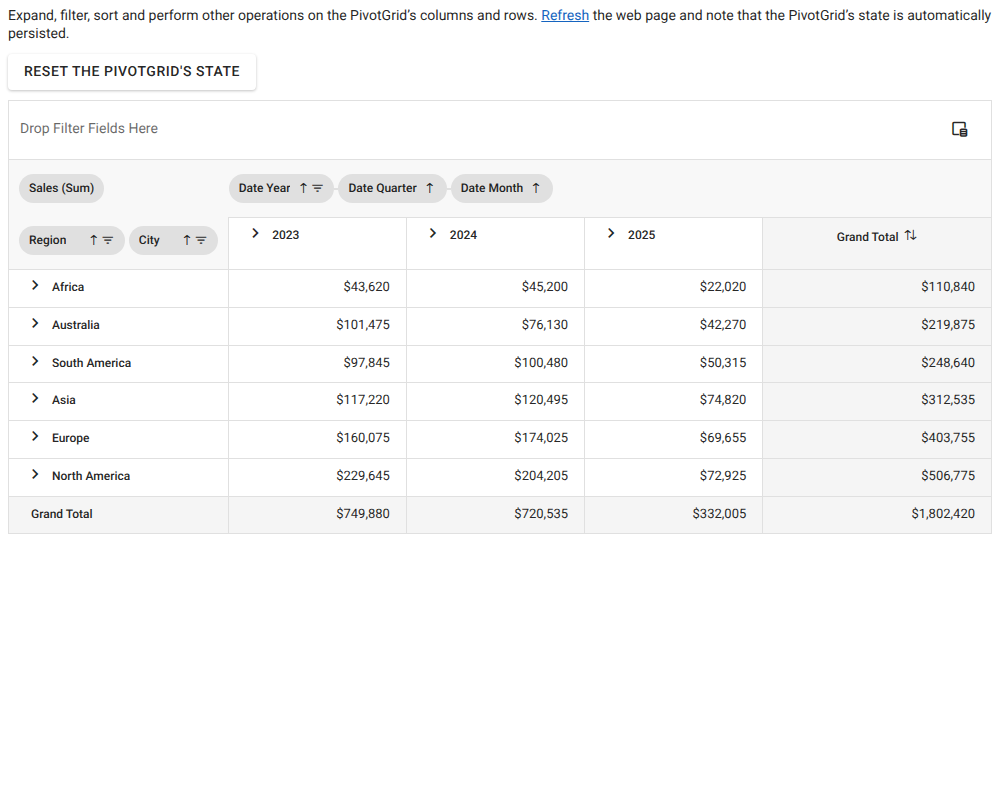 Expand, filter, sort and perform other operations on the PivotGrid's columns and rows. Refresh the web page and note that the PivotGrid's state is automatically
persisted.
RESET THE PIVOTGRID'S STATE
Drop Filter Fields Here
Sales (Sum)
Date Year
Date Quarter
Date Month
Region
City
2023
2024
2025
Grand Total
Africa $43,620 $45,200 $22,020 $110,840
Australia $101,475 $76,130 $42,270 $219,875
South America $97,845 $100,480 $50,315 $248,640
Asia $117,220 $120,495 $74,820 $312,535
Europe $160,075 $174,025 $69,655 $403,755
North America $229,645 $204,205 $72,925 $506,775
Grand Total $749,880 $720,535 $332,005 $1,802,420